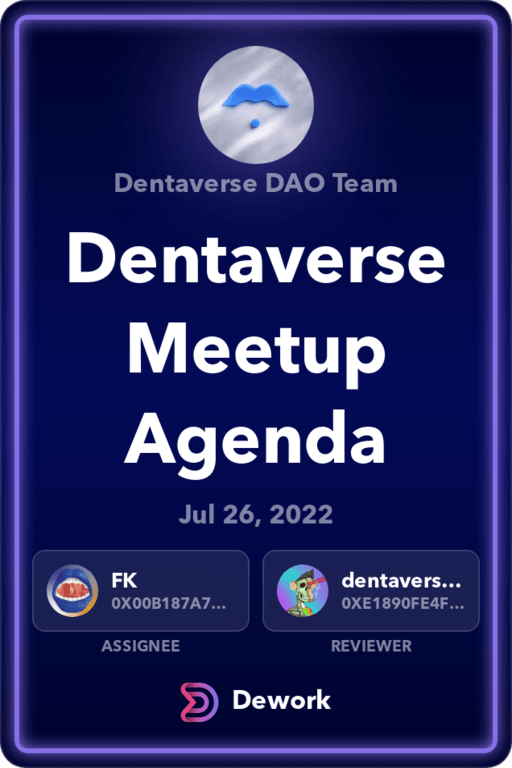 Dentaverse DAO Team
Dentaverse
Meetup
Agenda
Jul 26, 2022
FK
0X00B187A7...
ASSIGNEE
dentavers...
0XE1890FE4F...
REVIEWER
Dework